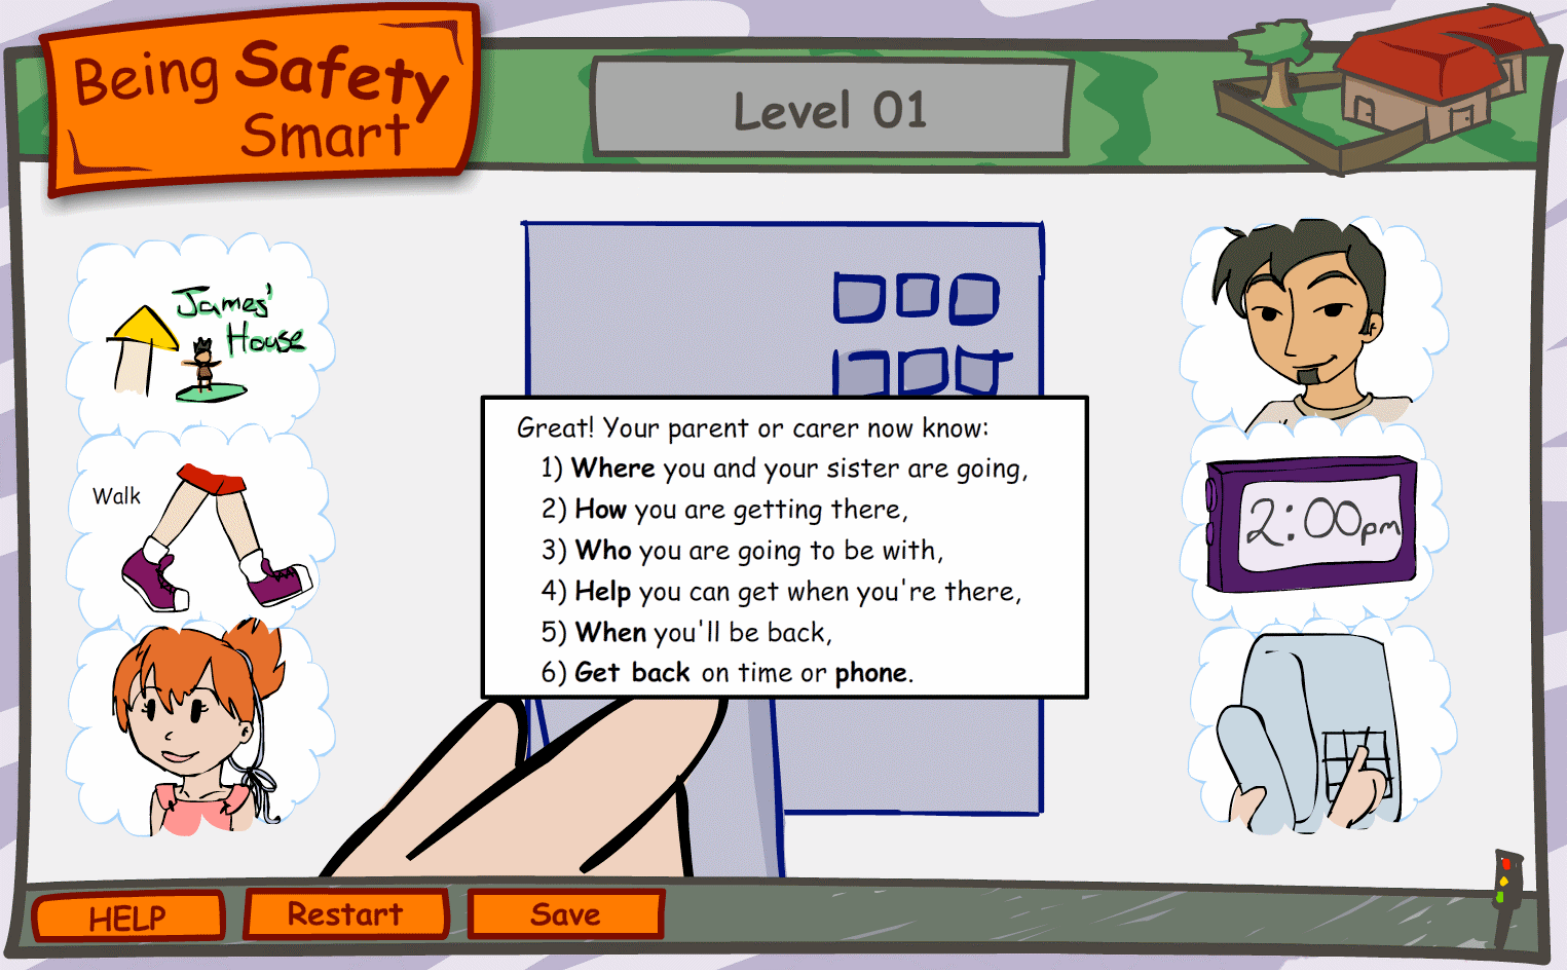 Being Safety
Smart
Level 01
James'
House
Walk
Great! Your parent or carer now know:
1) Where you and your sister are going,
2) How you are getting there,
3) Who you are going to be with,
4) Help you can get when you're there,
5) When you'll be back,
6) Get back on time or phone.
2:00pm
HELP
Restart
Save